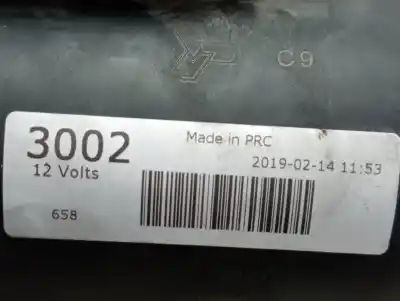 C9
3002
Made in PRC
12 Volts
2019-02-14 11:53
658